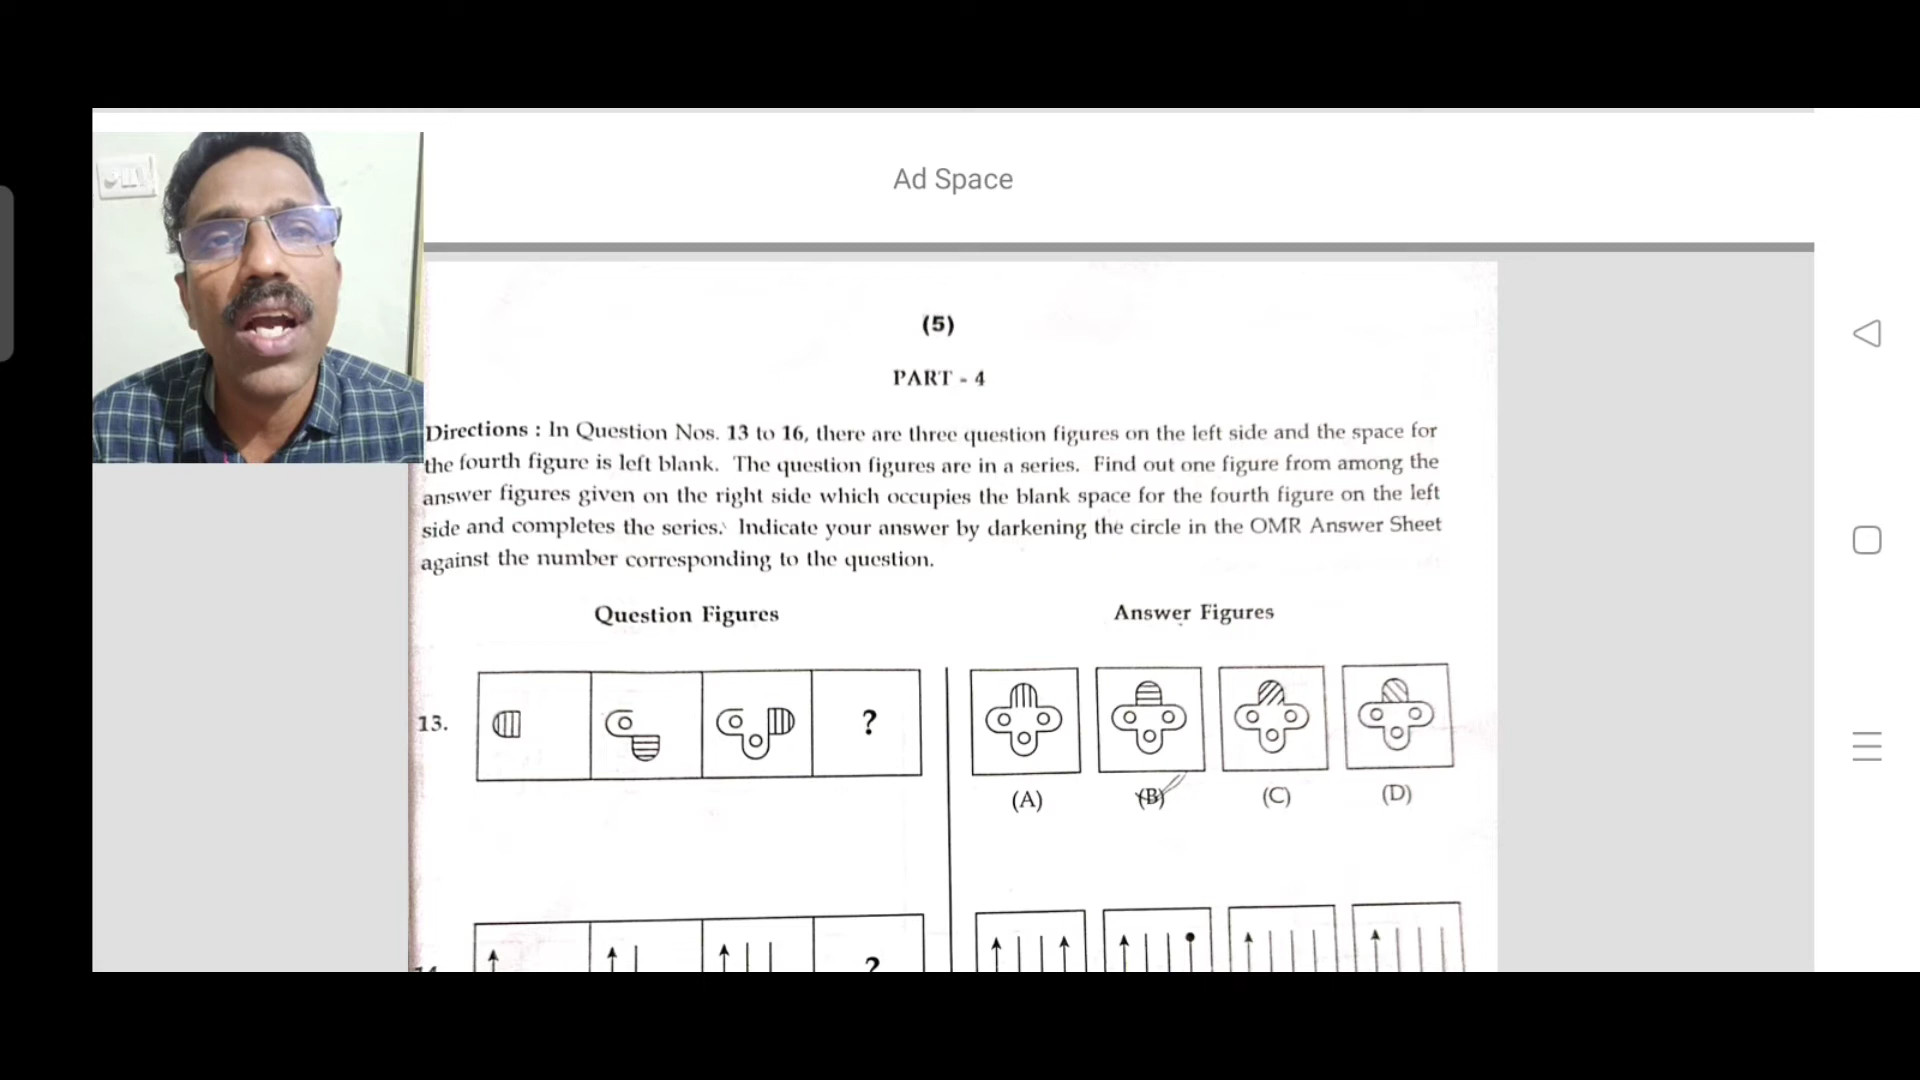 Ad Space
(5)
PART - 4
Directions : In Question Nos. 13 to 16, there are three question figures on the left side and the space for
the fourth figure is left blank. The question figures are in a series. Find out one figure from among the
answer figures given on the right side which occupies the blank space for the fourth figure on the left
side and completes the series. Indicate your answer by darkening the circle in the OMR Answer Sheet
against the number corresponding to the question.
Question Figures
Answer Figures
13.
?
(A)
(B)
(C)
(D)
?